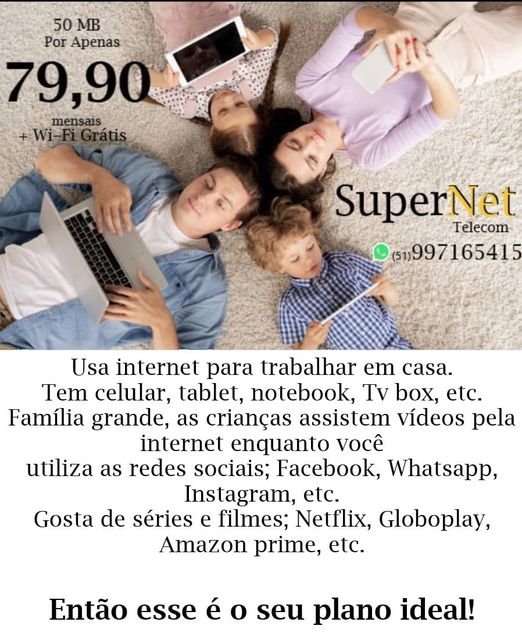 50 MB
Por Apenas
79,90
mensais
+ Wi-Fi Grátis
SuperNet
Telecom
(51)997165415
Usa internet para trabalhar em casa.
Tem celular, tablet, notebook, Tv box, etc.
Família grande, as crianças assistem vídeos pela
internet enquanto você
utiliza as redes sociais; Facebook, Whatsapp,
Instagram, etc.
Gosta de séries e filmes; Netflix, Globoplay,
Amazon prime, etc.
Então esse é o seu plano ideal!